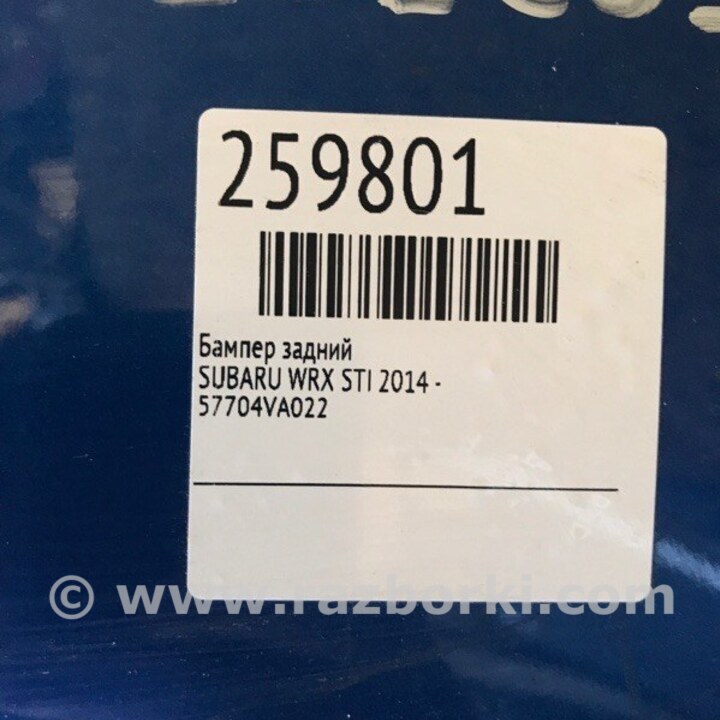 259801
Бампер задний
SUBARU WRX STI 2014 -
57704VA022
© www.razborki.com